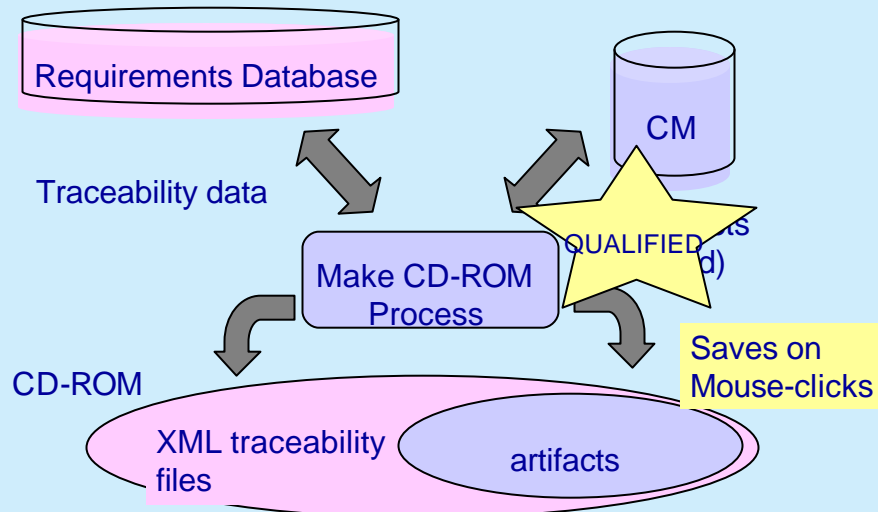 Requirements Database
CM
Traceability data
QUALIFIED
Make CD-ROM
Process
Saves on
Mouse-clicks
CD-ROM
XML traceability
files
artifacts